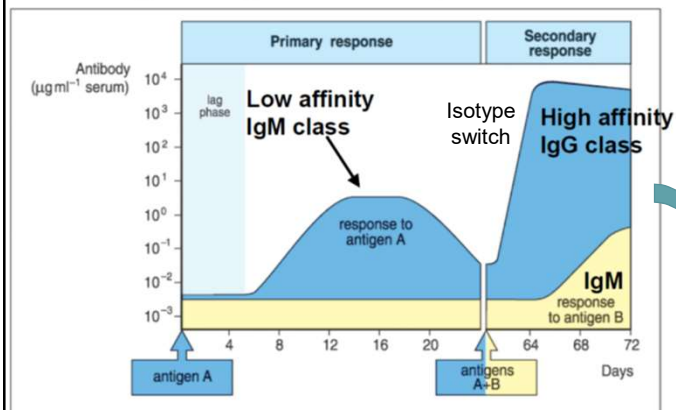 Primary response
Secondary
response
Antibody
(μg ml⁻¹ serum)
10⁴
10³
10²
10¹
10⁰
10⁻¹
10⁻²
10⁻³
lag
phase
Low affinity
IgM class
Isotype
switch
High affinity
IgG class
response to
antigen A
IgM
response
to antigen B
4 8 12 16 20 64 68 72
Days
antigen A
antigens
A+B